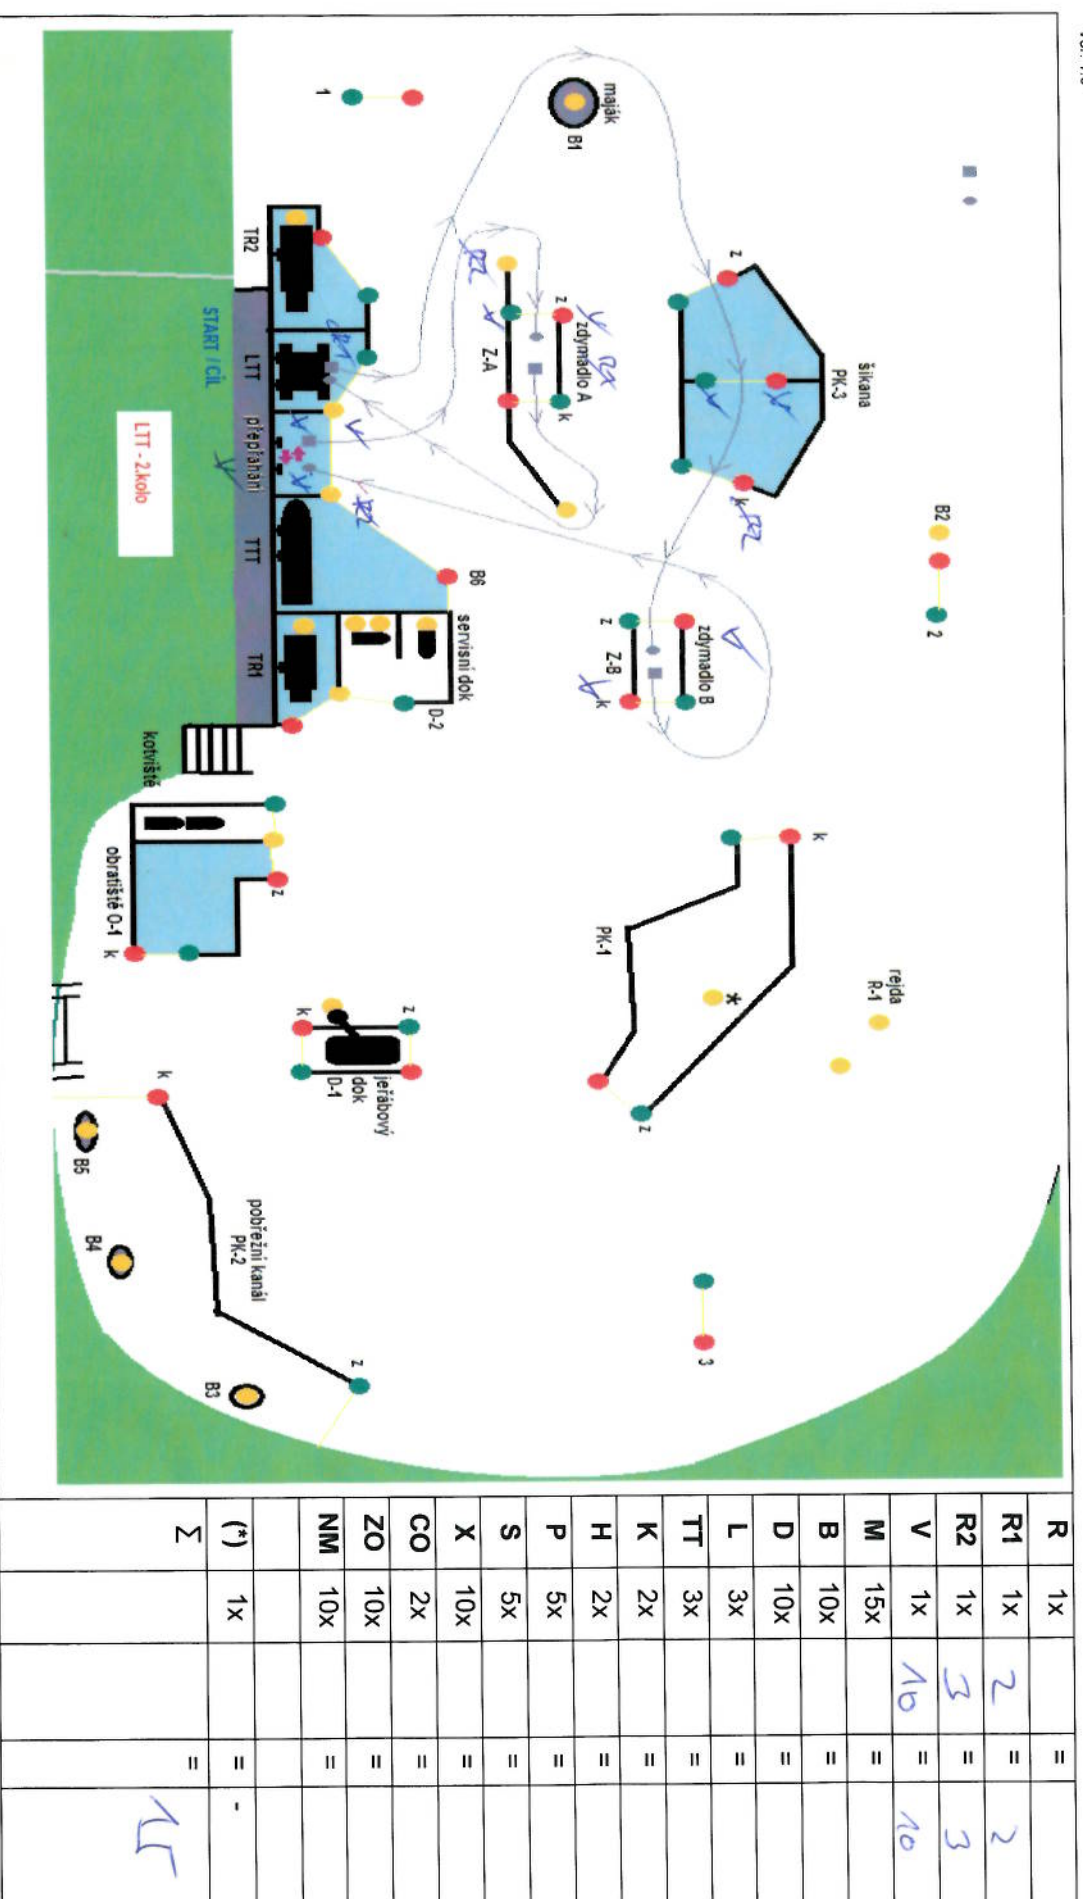 maják
B1
1
TR2
LTT
přepřahání
TTT
TR1
START / CÍL
LTT - 2.kolo
z
zdymadlo A
Z-A
k
z
šikana
PK-3
k
B2
2
B6
servisní dok
D-2
zdymadlo B
Z-B
z
k
kotviště
obratiště O-1
z
k
PK-1
k
z
*
rejda
R-1
jeřábový
dok
D-1
z
k
k
B5
B4
pobřežní kanál
PK-2
B3
z
3
R 1x =
R1 1x 2 = 2
R2 1x 3 = 3
V 1x 10 = 10
M 15x =
B 10x =
D 10x =
L 3x =
TT 3x =
K 2x =
H 2x =
P 5x =
S 5x =
X 10x =
CO 2x =
ZO 10x =
NM 10x =
(*) 1x = -
Σ = 15